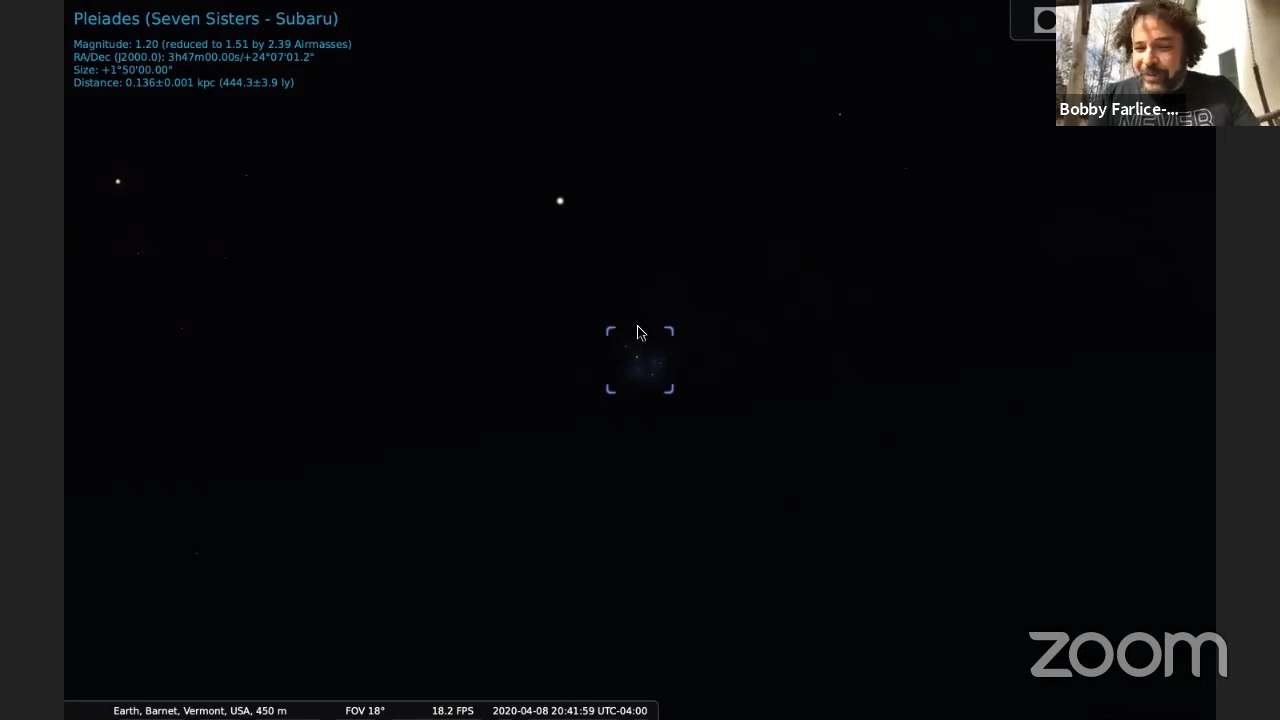 Pleiades (Seven Sisters - Subaru)
Magnitude: 1.20 (reduced to 1.51 by 2.39 Airmasses)
RA/Dec (J2000.0): 3h47m00.00s/+24°07'01.2"
Size: +1°50'00.00"
Distance: 0.136±0.001 kpc (444.3±3.9 ly)
Bobby Farlice-...
NEVER
zoom
Earth, Barnet, Vermont, USA, 450 m FOV 18° 18.2 FPS 2020-04-08 20:41:59 UTC-04:00